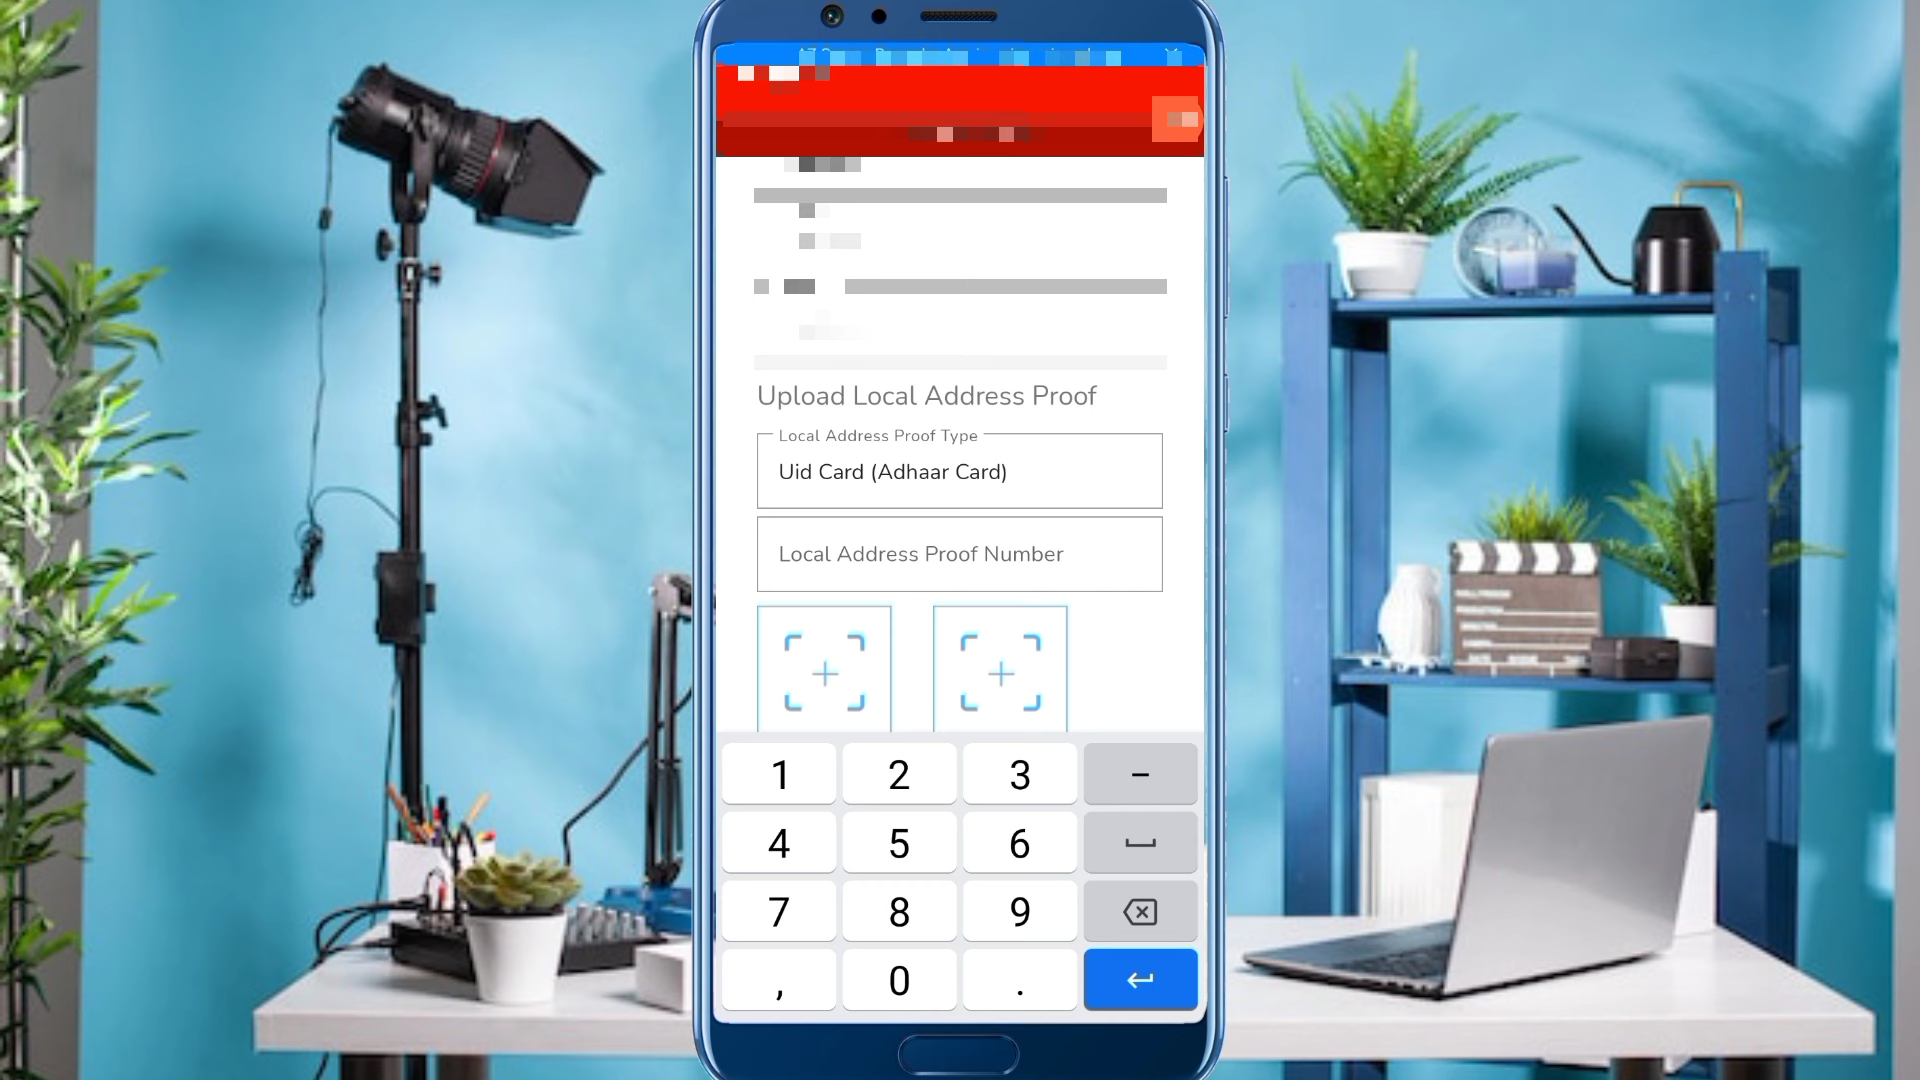 Upload Local Address Proof
Local Address Proof Type
Uid Card (Adhaar Card)
Local Address Proof Number
1 2 3 -
4 5 6
7 8 9
, 0 .